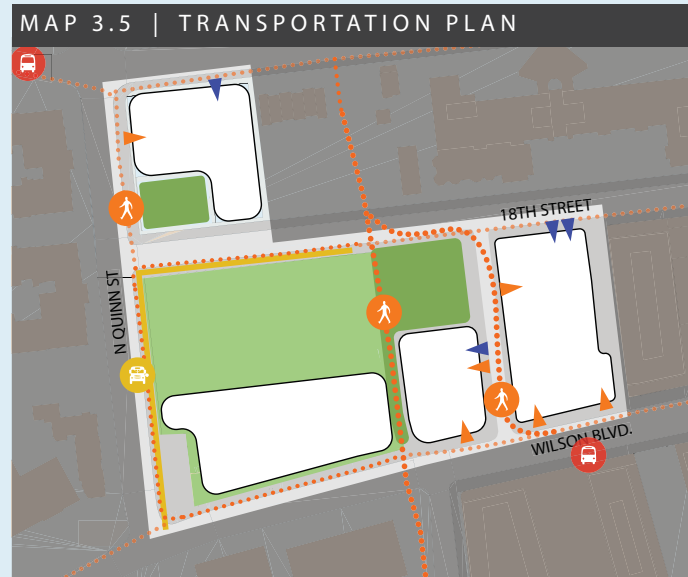 MAP 3.5 | TRANSPORTATION PLAN
18TH STREET
N QUINN ST
WILSON BLVD.